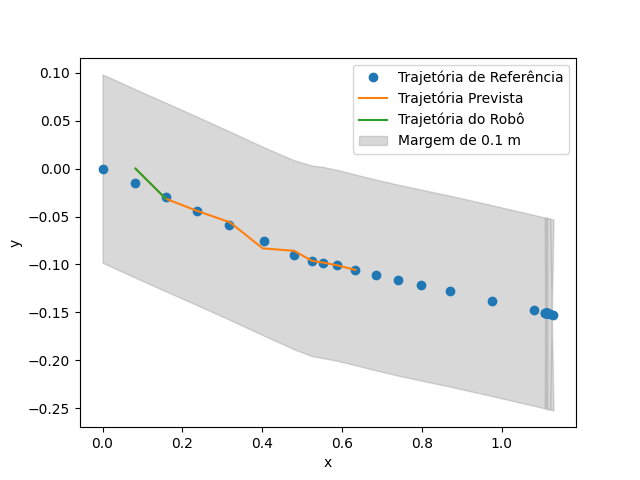 Trajetória de Referência
Trajetória Prevista
Trajetória do Robô
Margem de 0.1 m
0.10
0.05
0.00
−0.05
−0.10
−0.15
−0.20
−0.25
y
0.0 0.2 0.4 0.6 0.8 1.0
x